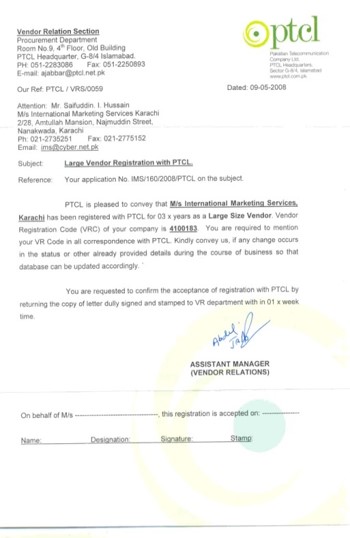 ptcl
Pakistan Telecommunication
Company Ltd.
PTCL Headquarters,
Sector G-8/4, Islamabad
www.ptcl.com.pk
Vendor Relation Section
Procurement Department
Room No.9, 4th Floor, Old Building
PTCL Headquarter, G-8/4 Islamabad.
PH: 051-2283086 Fax: 051-2250893
E-mail: ajabbar@ptcl.net.pk
Our Ref: PTCL / VRS/0059
Dated: 09-05-2008
Attention: Mr. Saifuddin. I. Hussain
M/s International Marketing Services Karachi
2/28, Amtullah Mansion, Najmuddin Street,
Nanakwada, Karachi
Ph: 021-2735251 Fax: 021-2775152
Email: ims@cyber.net.pk
Subject: Large Vendor Registration with PTCL.
Reference: Your application No. IMS/160/2008/PTCL on the subject.
PTCL is pleased to convey that M/s International Marketing Services,
Karachi has been registered with PTCL for 03 x years as a Large Size Vendor. Vendor
Registration Code (VRC) of your company is 4100183. You are required to mention
your VR Code in all correspondence with PTCL. Kindly convey us, if any change occurs
in the status or other already provided details during the course of business so that
database can be updated accordingly.
You are requested to confirm the acceptance of registration with PTCL by
returning the copy of letter duly signed and stamped to VR department with in 01 x week
time.
ASSISTANT MANAGER
(VENDOR RELATIONS)
On behalf of M/s ----------------------------, this registration is accepted on: -------------
Name: Designation: Signature: Stamp: